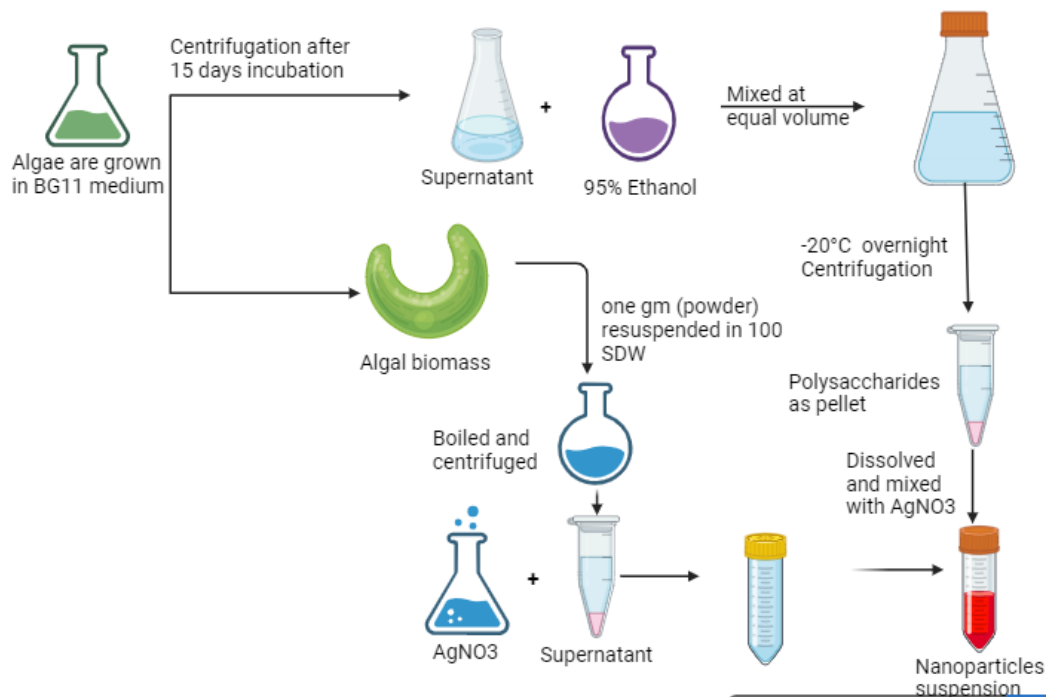 Centrifugation after
15 days incubation
Algae are grown
in BG11 medium
Supernatant
+
95% Ethanol
Mixed at
equal volume
-20°C overnight
Centrifugation
Algal biomass
one gm (powder)
resuspended in 100
SDW
Polysaccharides
as pellet
Boiled and
centrifuged
Dissolved
and mixed
with AgNO3
AgNO3
+
Supernatant
Nanoparticles
suspension